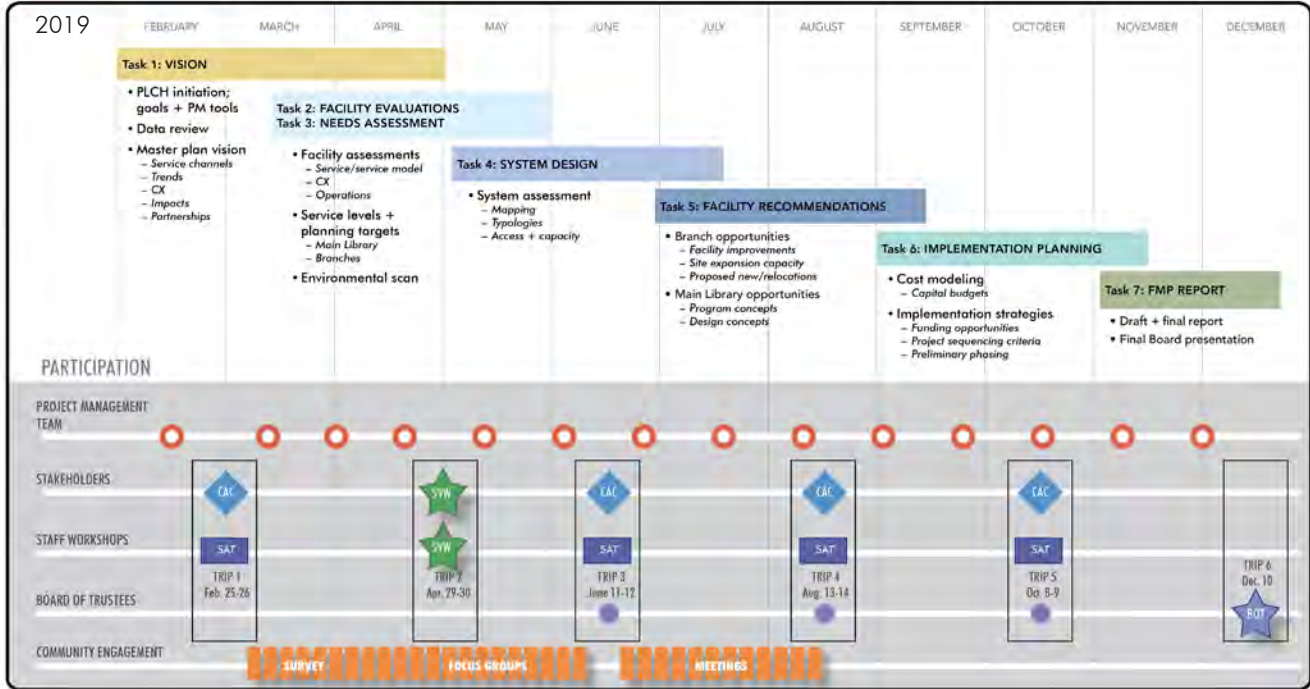 2019
FEBRUARY MARCH APRIL MAY JUNE JULY AUGUST SEPTEMBER OCTOBER NOVEMBER DECEMBER
Task 1: VISION
• PLCH initiation;
goals + PM tools
• Data review
• Master plan vision
– Service channels
– Trends
– CX
– Impacts
– Partnerships
Task 2: FACILITY EVALUATIONS
Task 3: NEEDS ASSESSMENT
• Facility assessments
– Service/service model
– CX
– Operations
• Service levels +
planning targets
– Main Library
– Branches
• Environmental scan
Task 4: SYSTEM DESIGN
• System assessment
– Mapping
– Typologies
– Access + capacity
Task 5: FACILITY RECOMMENDATIONS
• Branch opportunities
– Facility improvements
– Site expansion capacity
– Proposed new/relocations
• Main Library opportunities
– Program concepts
– Design concepts
Task 6: IMPLEMENTATION PLANNING
• Cost modeling
– Capital budgets
• Implementation strategies
– Funding opportunities
– Project sequencing criteria
– Preliminary phasing
Task 7: FMP REPORT
• Draft + final report
• Final Board presentation
PARTICIPATION
PROJECT MANAGEMENT
TEAM
STAKEHOLDERS
CAC SVW CAC CAC CAC
STAFF WORKSHOPS
SAT SVW SAT SAT SAT
TRIP 1
Feb. 25-26
TRIP 2
Apr. 29-30
TRIP 3
June 11-12
TRIP 4
Aug. 13-14
TRIP 5
Oct. 8-9
TRIP 6
Dec. 10
BOARD OF TRUSTEES
BOT
COMMUNITY ENGAGEMENT
SURVEY FOCUS GROUPS MEETINGS